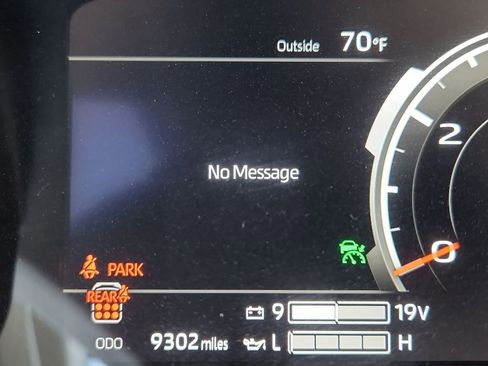 Outside 70°F
2
No Message
0
PARK
REAR
9 19V
ODO 9302 miles L H